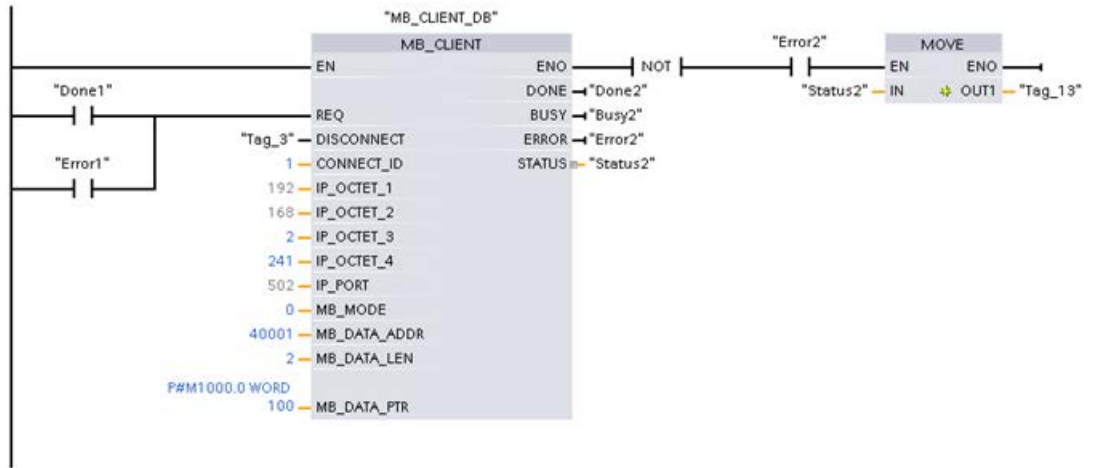 "MB_CLIENT_DB"
MB_CLIENT
"Error2"
MOVE
EN ENO NOT EN ENO
"Done1" DONE "Done2" "Status2" IN OUT1 "Tag_13"
REQ BUSY "Busy2"
"Tag_3" DISCONNECT ERROR "Error2"
"Error1" 1 CONNECT_ID STATUS "Status2"
192 IP_OCTET_1
168 IP_OCTET_2
2 IP_OCTET_3
241 IP_OCTET_4
502 IP_PORT
0 MB_MODE
40001 MB_DATA_ADDR
2 MB_DATA_LEN
P#M1000.0 WORD
100 MB_DATA_PTR